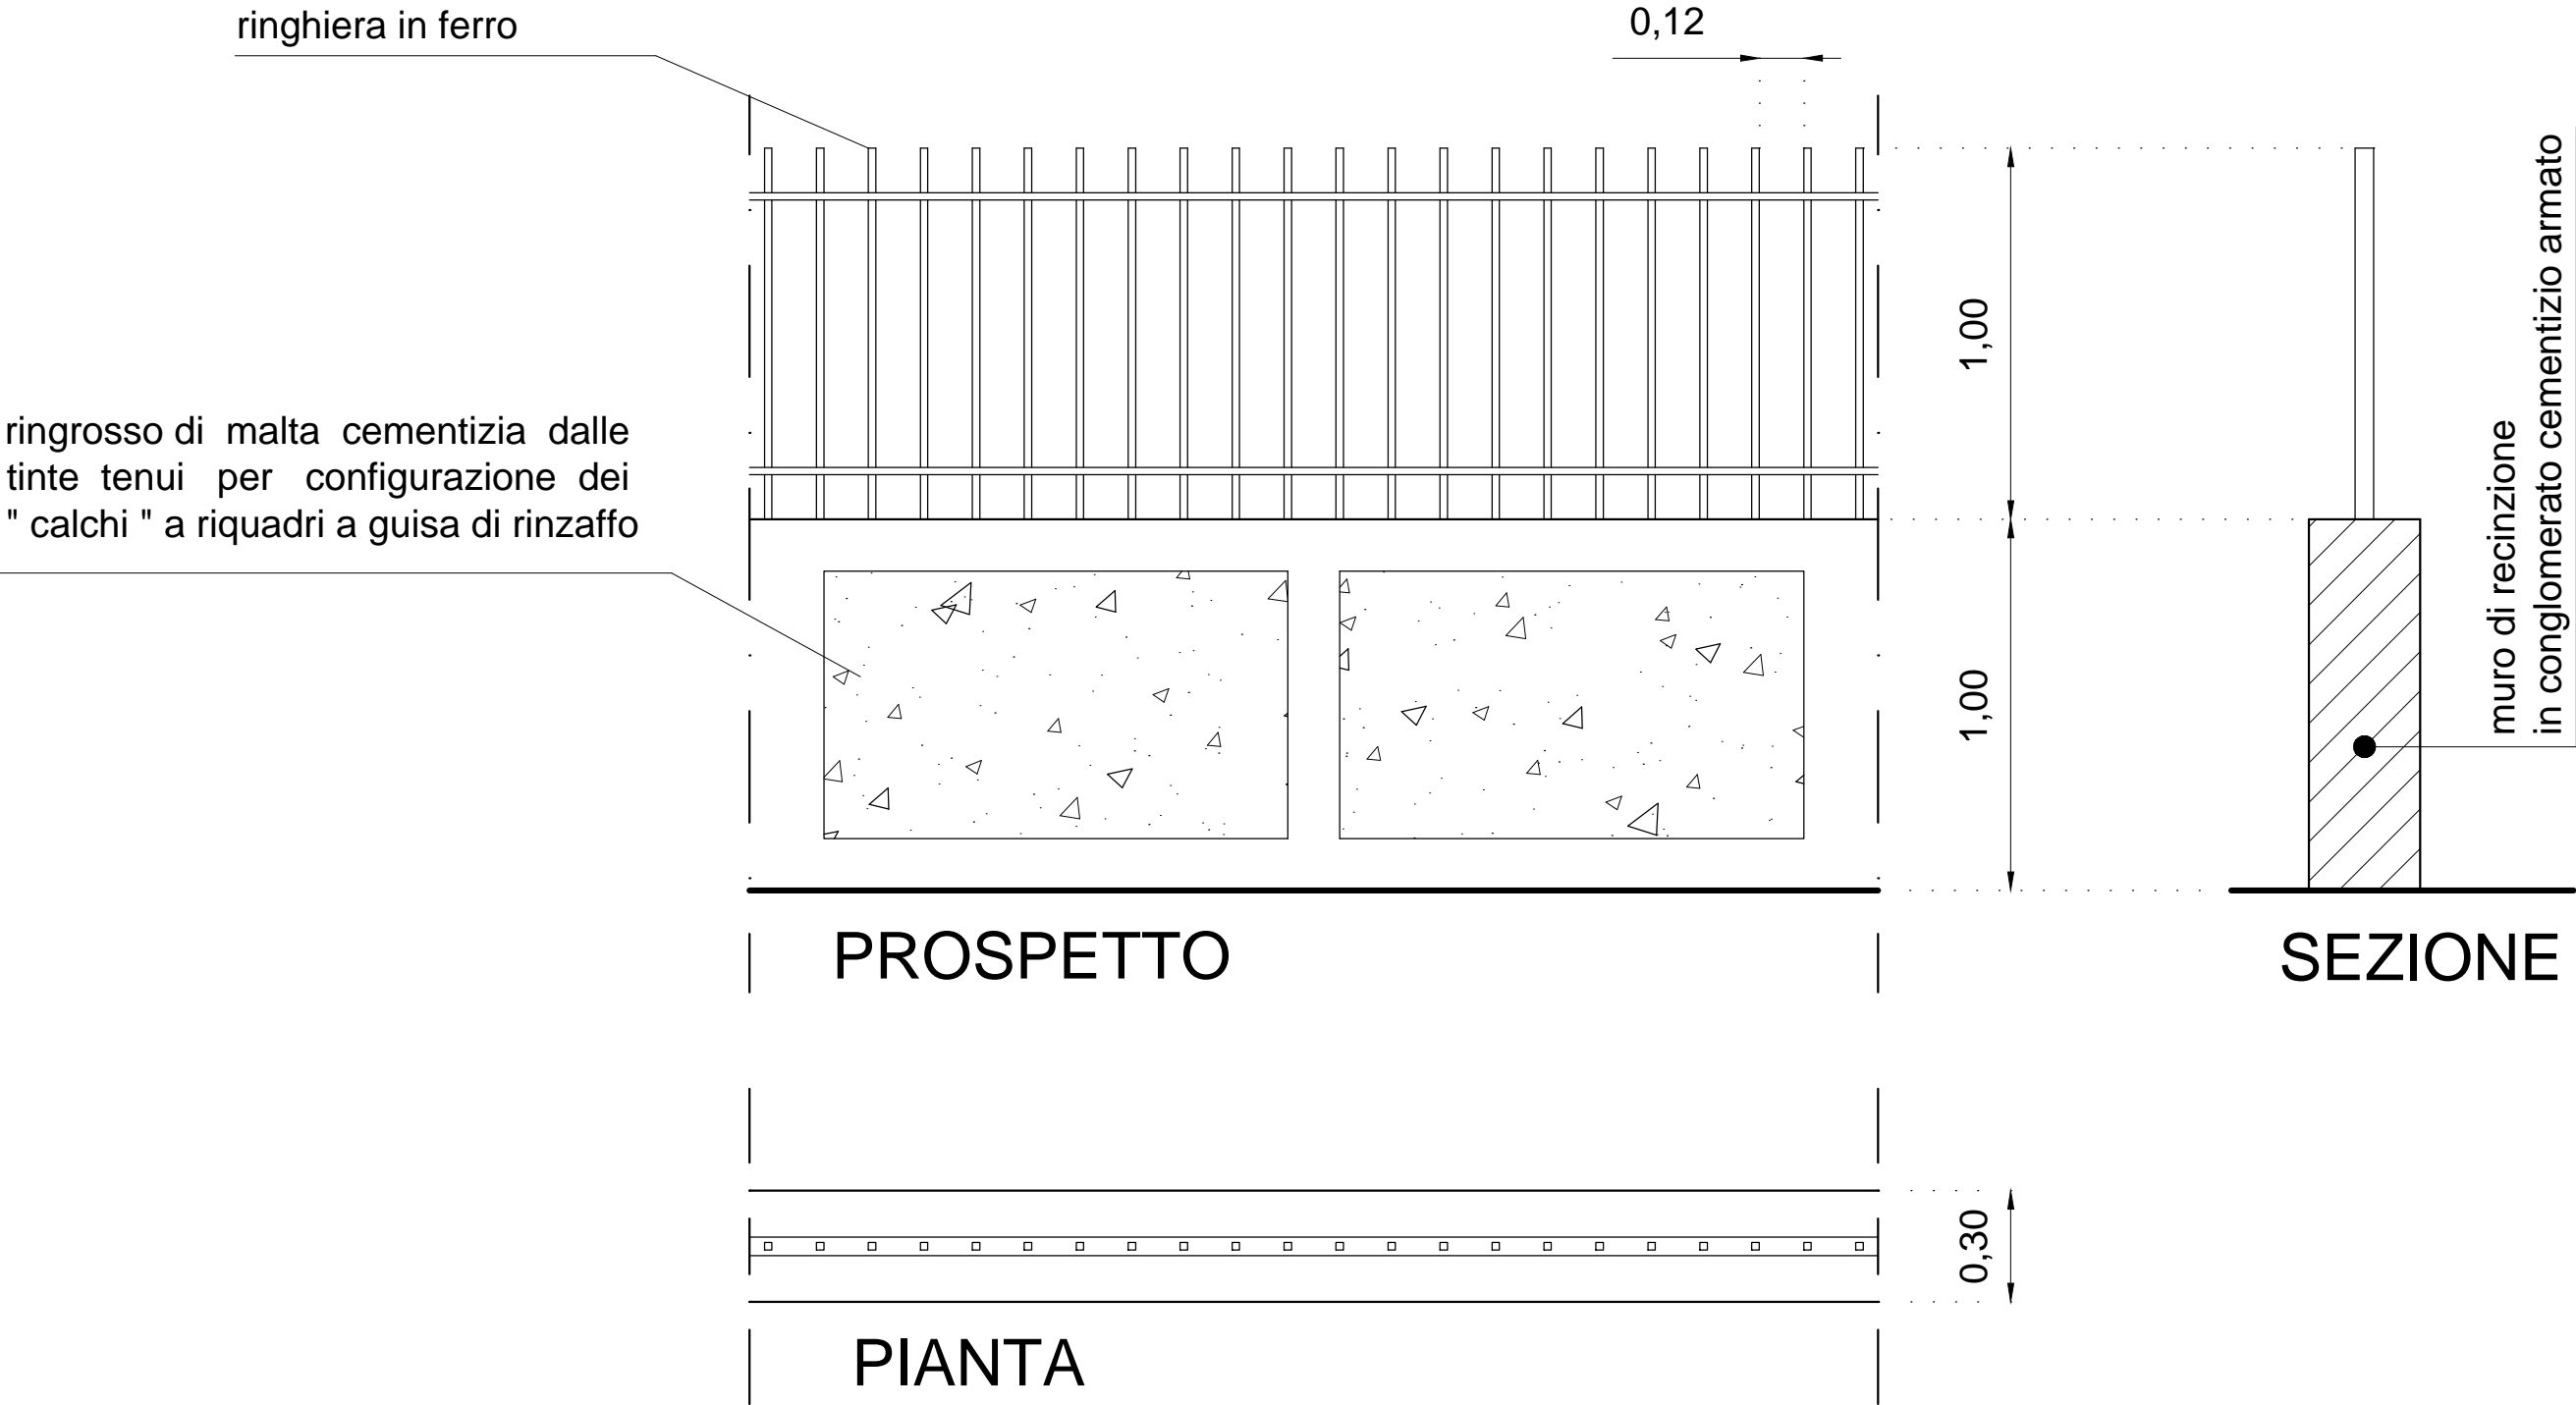 ringhiera in ferro
0,12
ringrosso di malta cementizia dalle
tinte tenui per configurazione dei
" calchi " a riquadri a guisa di rinzaffo
1,00
1,00
muro di recinzione
in conglomerato cementizio armato
PROSPETTO
SEZIONE
0,30
PIANTA